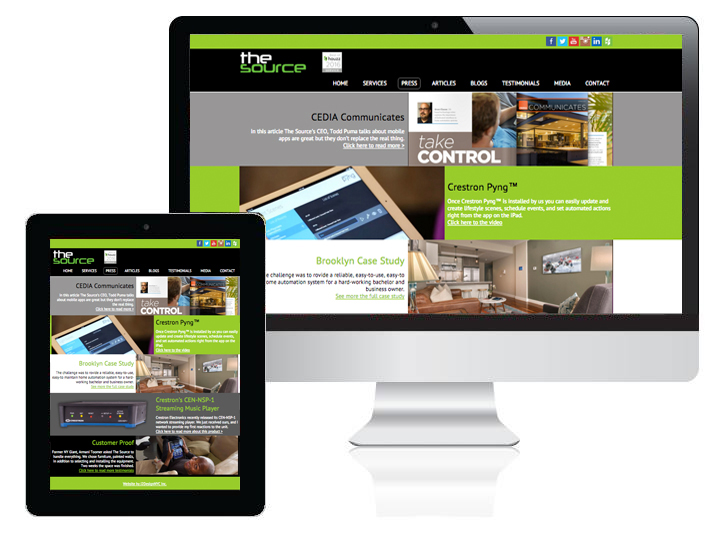 the
source
houzz
2016
HOME SERVICES PRESS ARTICLES BLOGS TESTIMONIALS MEDIA CONTACT
CEDIA Communicates
In this article The Source's CEO, Todd Puma talks about mobile
apps are great but they don't replace the real thing.
Click here to read more >
take
CONTROL
COMMUNICATES
Crestron Pyng™
Once Crestron Pyng™ is installed by us you can easily update and
create lifestyle scenes, schedule events, and set automated actions
right from the app on the iPad.
Click here to the video
Brooklyn Case Study
he challenge was to rovide a reliable, easy-to-use, easy-to
ome automation system for a hard-working bachelor and
business owner.
See more the full case study
the
source
HOME SERVICES PRESS ARTICLES BLOGS TESTIMONIALS MEDIA CONTACT
CEDIA Communicates
In this article The Source's CEO, Todd Puma talks
about mobile apps are great but they don't replace
the real thing.
Click here to read more >
take
CONTROL
Crestron Pyng™
Once Crestron Pyng™ is installed by us you can easily
update and create lifestyle scenes, schedule events,
and set automated actions right from the app on the
iPad.
Click here to the video
Brooklyn Case Study
The challenge was to rovide a reliable, easy-to-use,
easy-to-maintain home automation system for a hard-
working bachelor and business owner.
See more the full case study
Crestron's CEN-NSP-1
Streaming Music Player
Crestron Electronics recently released its CEN-NSP-1
network streaming player. We just received ours, and I
wanted to provide my first reactions to the unit.
Click here to read more about this product >
Customer Proof
Former NY Giant, Amani Toomer asked The Source to
handle everything. We chose furniture, painted walls,
in addition to selecting and installing the equipment.
Two weeks the space was finished.
Click here to read more testimonials
Website by EDesignNYC Inc.